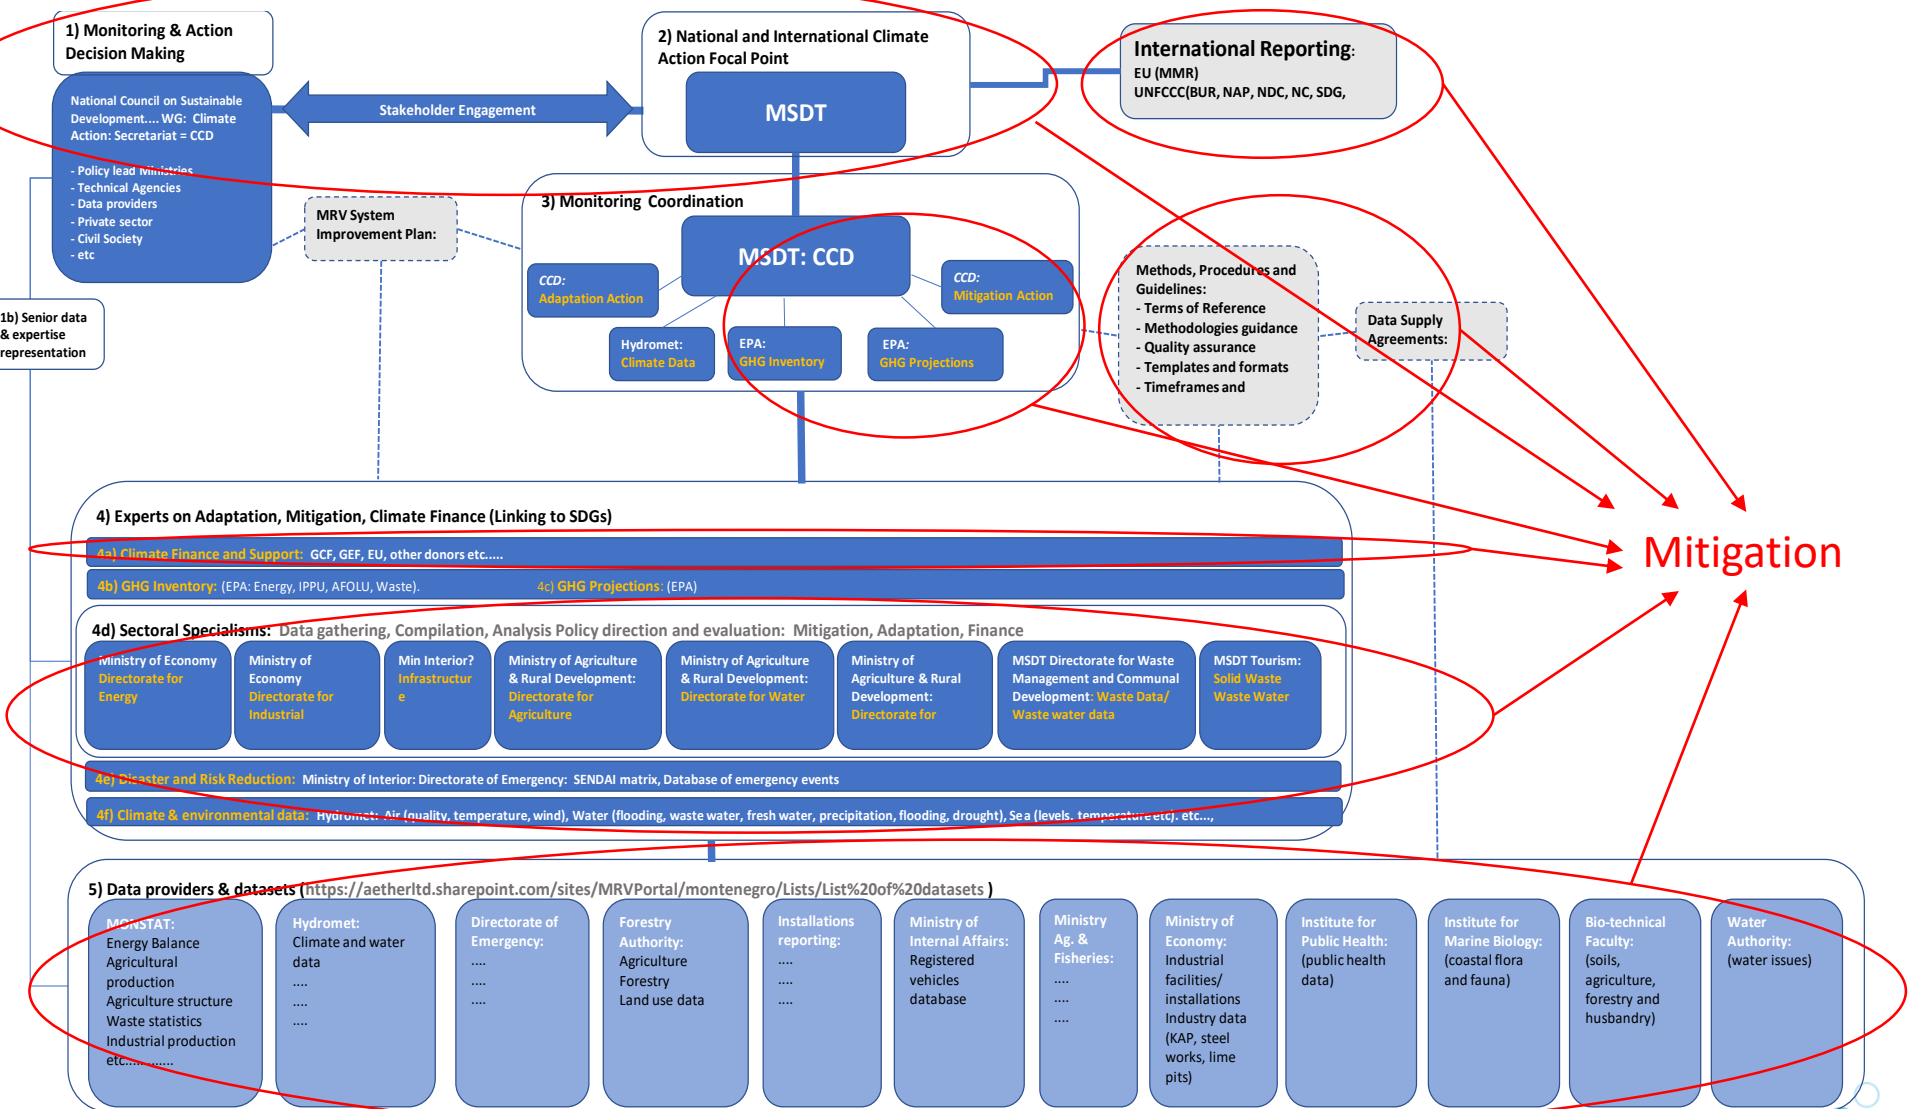 1) Monitoring & Action
Decision Making
National Council on Sustainable
Development.... WG: Climate
Action: Secretariat = CCD
- Policy lead Ministries
- Technical Agencies
- Data providers
- Private sector
- Civil Society
- etc
Stakeholder Engagement
2) National and International Climate
Action Focal Point
MSDT
International Reporting:
EU (MMR)
UNFCCC(BUR, NAP, NDC, NC, SDG,
1b) Senior data
& expertise
representation
MRV System
Improvement Plan:
3) Monitoring Coordination
MSDT: CCD
CCD:
Adaptation Action
Hydromet:
Climate Data
EPA:
GHG Inventory
EPA:
GHG Projections
CCD:
Mitigation Action
Methods, Procedures and
Guidelines:
- Terms of Reference
- Methodologies guidance
- Quality assurance
- Templates and formats
- Timeframes and
Data Supply
Agreements:
Mitigation
4) Experts on Adaptation, Mitigation, Climate Finance (Linking to SDGs)
4a) Climate Finance and Support: GCF, GEF, EU, other donors etc.....
4b) GHG Inventory: (EPA: Energy, IPPU, AFOLU, Waste). 4c) GHG Projections: (EPA)
4d) Sectoral Specialisms: Data gathering, Compilation, Analysis Policy direction and evaluation: Mitigation, Adaptation, Finance
Ministry of Economy
Directorate for
Energy
Ministry of
Economy
Directorate for
Industrial
Min Interior?
Infrastructur
e
Ministry of Agriculture
& Rural Development:
Directorate for
Agriculture
Ministry of Agriculture
& Rural Development:
Directorate for Water
Ministry of
Agriculture & Rural
Development:
Directorate for
MSDT Directorate for Waste
Management and Communal
Development: Waste Data/
Waste water data
MSDT Tourism:
Solid Waste
Waste Water
4e) Disaster and Risk Reduction: Ministry of Interior: Directorate of Emergency: SENDAI matrix, Database of emergency events
4f) Climate & environmental data: Hydromet: Air (quality, temperature, wind), Water (flooding, waste water, fresh water, precipitation, flooding, drought), Sea (levels, temperature etc). etc...,
5) Data providers & datasets (https://aetherltd.sharepoint.com/sites/MRVPortal/montenegro/Lists/List%20of%20datasets )
MONSTAT:
Energy Balance
Agricultural
production
Agriculture structure
Waste statistics
Industrial production
etc.............
Hydromet:
Climate and water
data
....
....
....
Directorate of
Emergency:
....
....
....
Forestry
Authority:
Agriculture
Forestry
Land use data
Installations
reporting:
....
....
....
Ministry of
Internal Affairs:
Registered
vehicles
database
Ministry
Ag. &
Fisheries:
....
....
....
Ministry of
Economy:
Industrial
facilities/
installations
Industry data
(KAP, steel
works, lime
pits)
Institute for
Public Health:
(public health
data)
Institute for
Marine Biology:
(coastal flora
and fauna)
Bio-technical
Faculty:
(soils,
agriculture,
forestry and
husbandry)
Water
Authority:
(water issues)